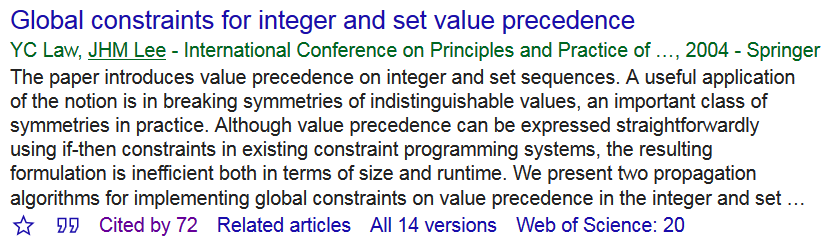 Global constraints for integer and set value precedence
YC Law, JHM Lee - International Conference on Principles and Practice of …, 2004 - Springer
The paper introduces value precedence on integer and set sequences. A useful application
of the notion is in breaking symmetries of indistinguishable values, an important class of
symmetries in practice. Although value precedence can be expressed straightforwardly
using if-then constraints in existing constraint programming systems, the resulting
formulation is inefficient both in terms of size and runtime. We present two propagation
algorithms for implementing global constraints on value precedence in the integer and set …
Cited by 72 Related articles All 14 versions Web of Science: 20